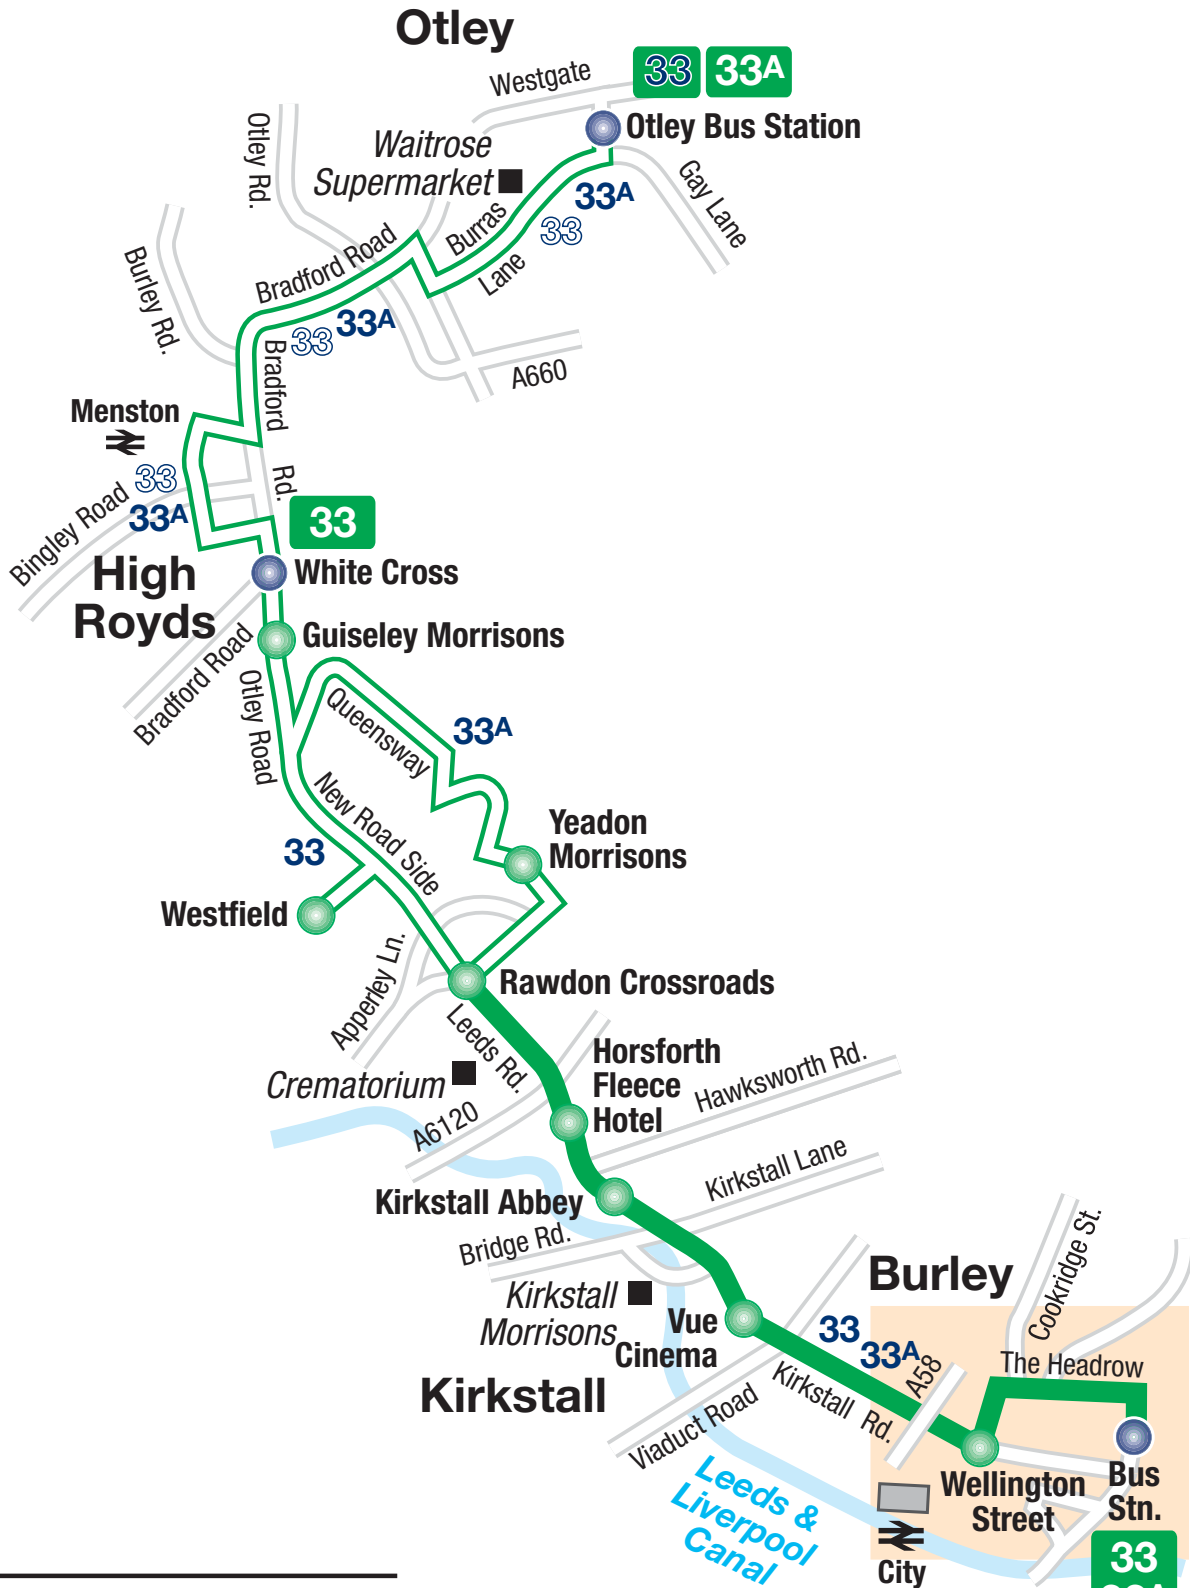 Otley
Westgate
33
33A
Otley Bus Station
Otley Rd.
Waitrose
Supermarket
Gay Lane
33A
33
Burras
Lane
Bradford Road
Burley Rd.
33A
33
Bradford
Rd.
A660
Menston
33
Bingley Road
33A
33
High
Royds
White Cross
Guiseley Morrisons
Bradford Road
Otley Road
Queensway
33A
New Road Side
33
Yeadon
Morrisons
Westfield
Apperley Ln.
Rawdon Crossroads
Leeds Rd.
Crematorium
Horsforth
Fleece
Hotel
Hawksworth Rd.
A6120
Kirkstall Lane
Kirkstall Abbey
Bridge Rd.
Cookridge St.
Burley
Kirkstall
Morrisons
Vue
Cinema
33
33A
A58
The Headrow
Kirkstall
Kirkstall Rd.
Viaduct Road
Leeds &
Liverpool
Canal
Wellington
Street
Bus
Stn.
City
33